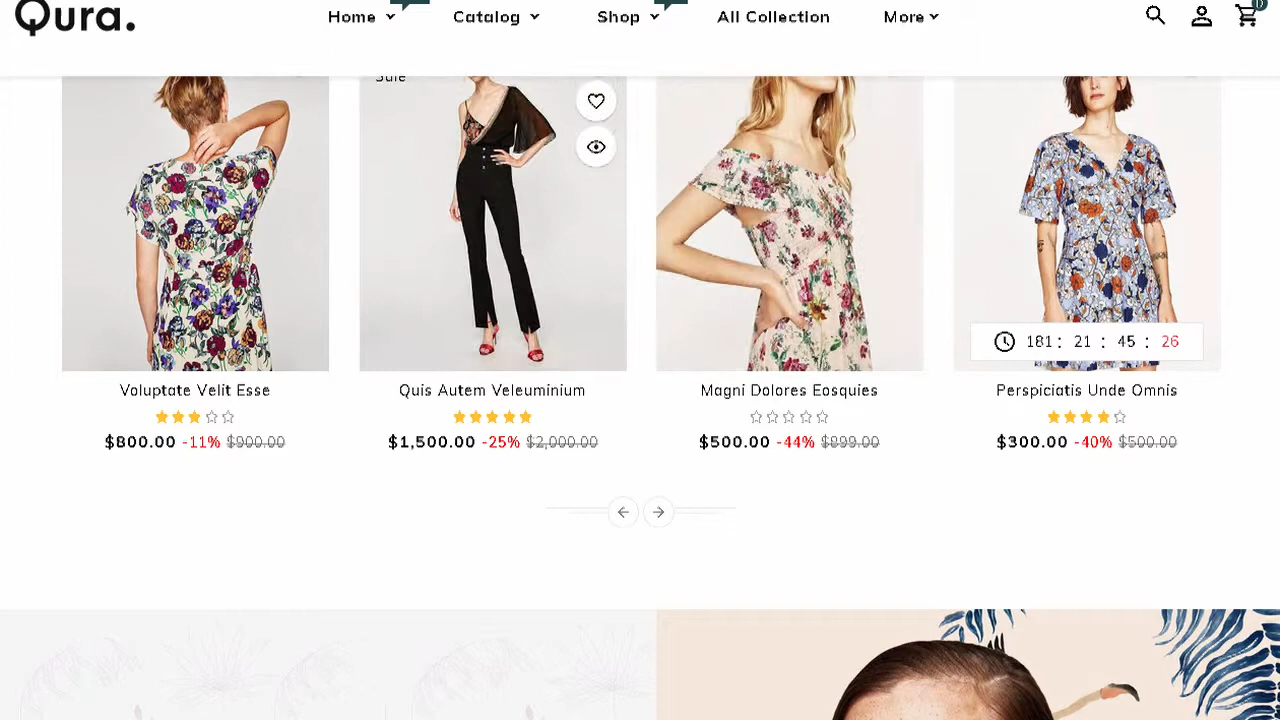 Qura.
Home
Catalog
Shop
All Collection
More
0
Sale
181 : 21 : 45 : 26
Voluptate Velit Esse
Quis Autem Veleuminium
Magni Dolores Eosquies
Perspiciatis Unde Omnis
$800.00 -11% $900.00
$1,500.00 -25% $2,000.00
$500.00 -44% $899.00
$300.00 -40% $500.00